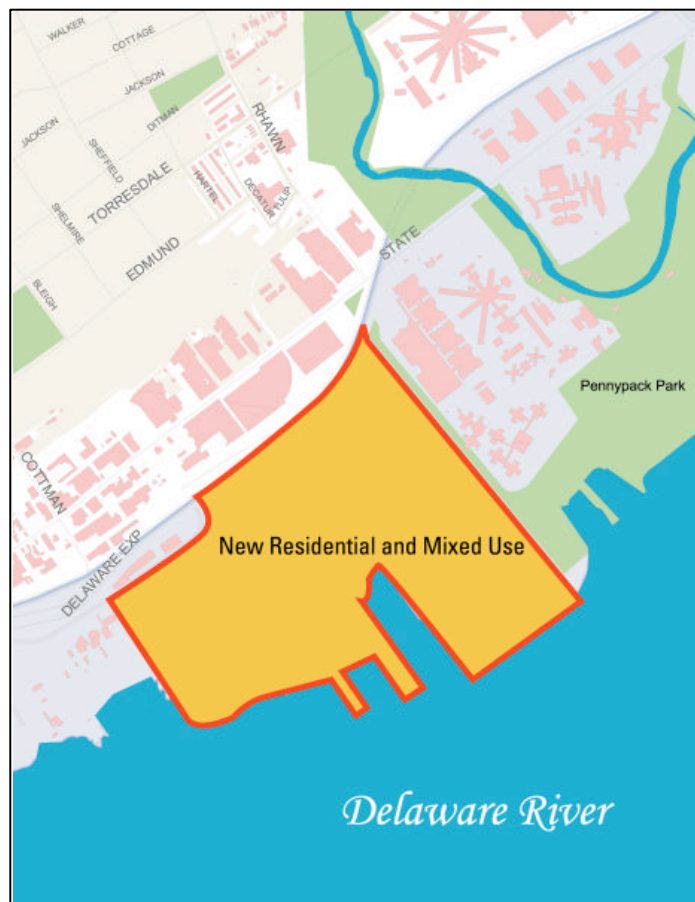 WALKER
COTTAGE
JACKSON
JACKSON
DITMAN
SHEFFIELD
RHAWN
TORRESDALE
HARTEL
DECATUR
TULIP
SHELMIRE
EDMUND
STATE
BLEIGH
Pennypack Park
COTTMAN
New Residential and Mixed Use
DELAWARE EXP
Delaware River